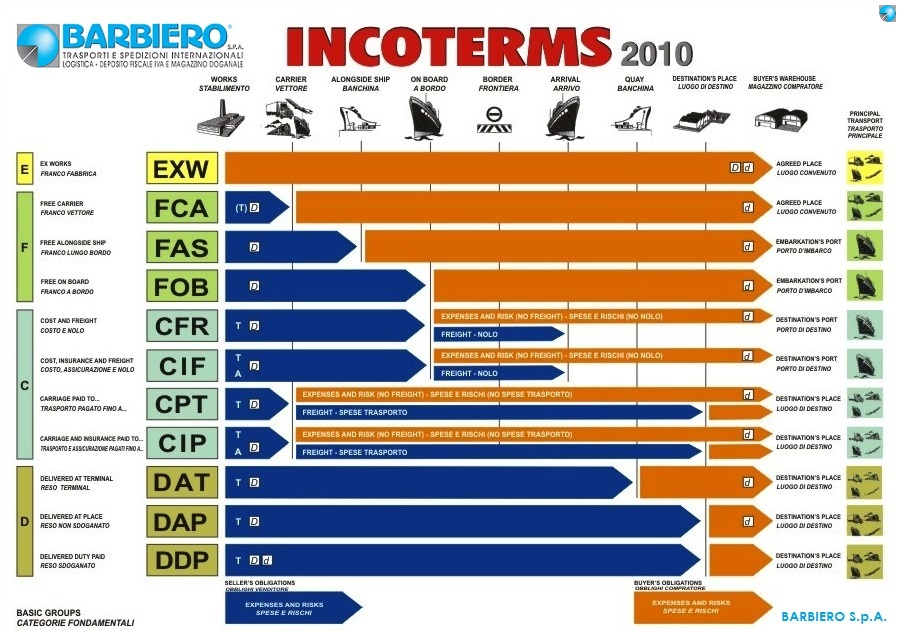 BARBIERO®
S.P.A.
TRASPORTI E SPEDIZIONI INTERNAZIONALI
LOGISTICA - DEPOSITO FISCALE IVA E MAGAZZINO DOGANALE
INCOTERMS 2010
WORKS
STABILIMENTO
CARRIER
VETTORE
ALONGSIDE SHIP
BANCHINA
ON BOARD
A BORDO
BORDER
FRONTIERA
ARRIVAL
ARRIVO
QUAY
BANCHINA
DESTINATION'S PLACE
LUOGO DI DESTINO
BUYER'S WAREHOUSE
MAGAZZINO COMPRATORE
PRINCIPAL
TRANSPORT
TRASPORTO
PRINCIPALE
E
EX WORKS
FRANCO FABBRICA
EXW
D d
AGREED PLACE
LUOGO CONVENUTO
F
FREE CARRIER
FRANCO VETTORE
FCA
(T) D
d
AGREED PLACE
LUOGO CONVENUTO
FREE ALONGSIDE SHIP
FRANCO LUNGO BORDO
FAS
D
d
EMBARKATION'S PORT
PORTO D'IMBARCO
FREE ON BOARD
FRANCO A BORDO
FOB
D
d
EMBARKATION'S PORT
PORTO D'IMBARCO
C
COST AND FREIGHT
COSTO E NOLO
CFR
T D
EXPENSES AND RISK (NO FREIGHT) - SPESE E RISCHI (NO NOLO)
d
FREIGHT - NOLO
DESTINATION'S PORT
PORTO DI DESTINO
COST, INSURANCE AND FREIGHT
COSTO, ASSICURAZIONE E NOLO
CIF
T
A D
EXPENSES AND RISK (NO FREIGHT) - SPESE E RISCHI (NO NOLO)
d
FREIGHT - NOLO
DESTINATION'S PORT
PORTO DI DESTINO
CARRIAGE PAID TO...
TRASPORTO PAGATO FINO A...
CPT
T D
EXPENSES AND RISK (NO FREIGHT) - SPESE E RISCHI (NO SPESE TRASPORTO)
d
FREIGHT - SPESE TRASPORTO
DESTINATION'S PLACE
LUOGO DI DESTINO
CARRIAGE AND INSURANCE PAID TO...
TRASPORTO E ASSICURAZIONE PAGATI FINO A...
CIP
T
A D
EXPENSES AND RISK (NO FREIGHT) - SPESE E RISCHI (NO SPESE TRASPORTO)
d
FREIGHT - SPESE TRASPORTO
DESTINATION'S PLACE
LUOGO DI DESTINO
D
DELIVERED AT TERMINAL
RESO TERMINAL
DAT
T D
d
DESTINATION'S PLACE
LUOGO DI DESTINO
DELIVERED AT PLACE
RESO NON SDOGANATO
DAP
T D
d
DESTINATION'S PLACE
LUOGO DI DESTINO
DELIVERED DUTY PAID
RESO SDOGANATO
DDP
T D d
DESTINATION'S PLACE
LUOGO DI DESTINO
BASIC GROUPS
CATEGORIE FONDAMENTALI
SELLER'S OBLIGATIONS
OBBLIGHI VENDITORE
EXPENSES AND RISKS
SPESE E RISCHI
BUYER'S OBLIGATIONS
OBBLIGHI COMPRATORE
EXPENSES AND RISKS
SPESE E RISCHI
BARBIERO S.p.A.